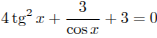 4 tg² x + 3/cos x + 3 = 0